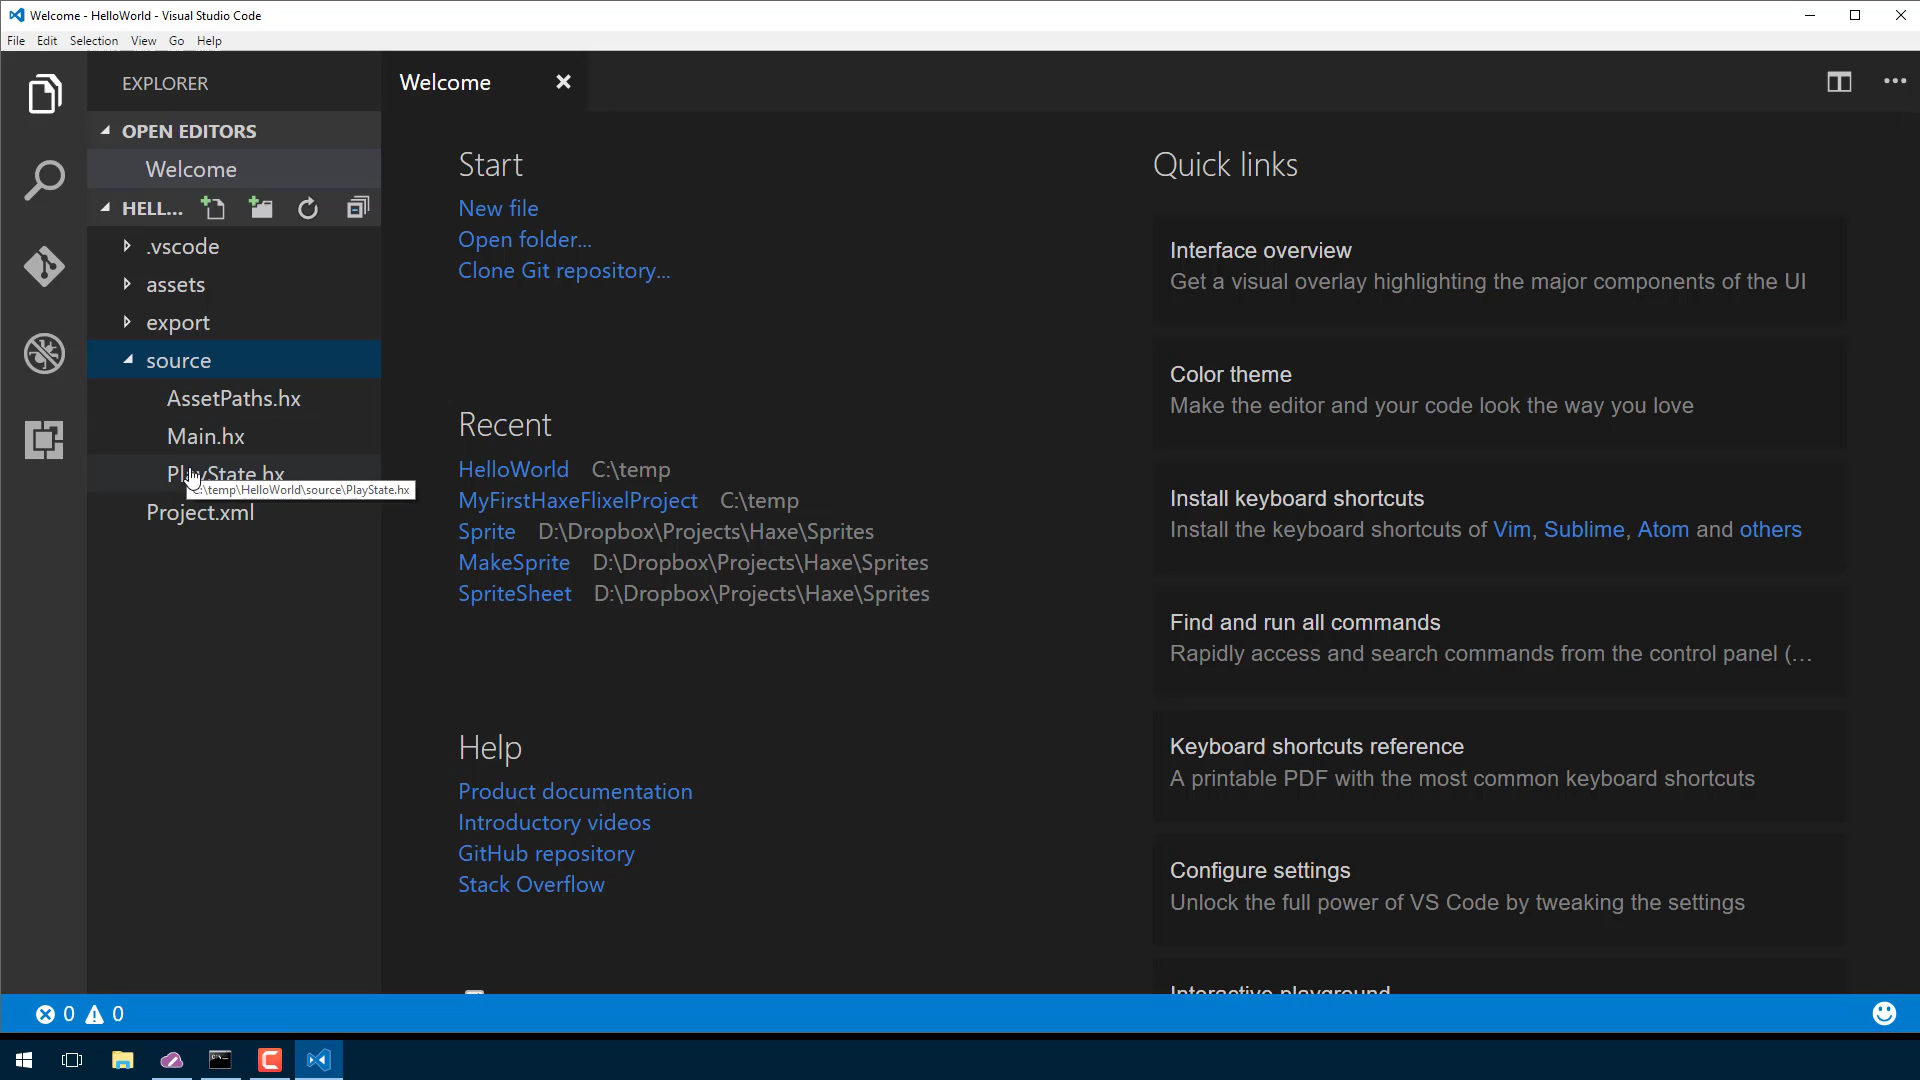 Welcome - HelloWorld - Visual Studio Code
File Edit Selection View Go Help
EXPLORER
OPEN EDITORS
Welcome
HELL...
.vscode
assets
export
source
AssetPaths.hx
Main.hx
PlayState.hx
C:\temp\HelloWorld\source\PlayState.hx
Project.xml
Welcome
Start
New file
Open folder...
Clone Git repository...
Recent
HelloWorld C:\temp
MyFirstHaxeFlixelProject C:\temp
Sprite D:\Dropbox\Projects\Haxe\Sprites
MakeSprite D:\Dropbox\Projects\Haxe\Sprites
SpriteSheet D:\Dropbox\Projects\Haxe\Sprites
Help
Product documentation
Introductory videos
GitHub repository
Stack Overflow
Quick links
Interface overview
Get a visual overlay highlighting the major components of the UI
Color theme
Make the editor and your code look the way you love
Install keyboard shortcuts
Install the keyboard shortcuts of Vim, Sublime, Atom and others
Find and run all commands
Rapidly access and search commands from the control panel (...
Keyboard shortcuts reference
A printable PDF with the most common keyboard shortcuts
Configure settings
Unlock the full power of VS Code by tweaking the settings
Interactive playground
0 0